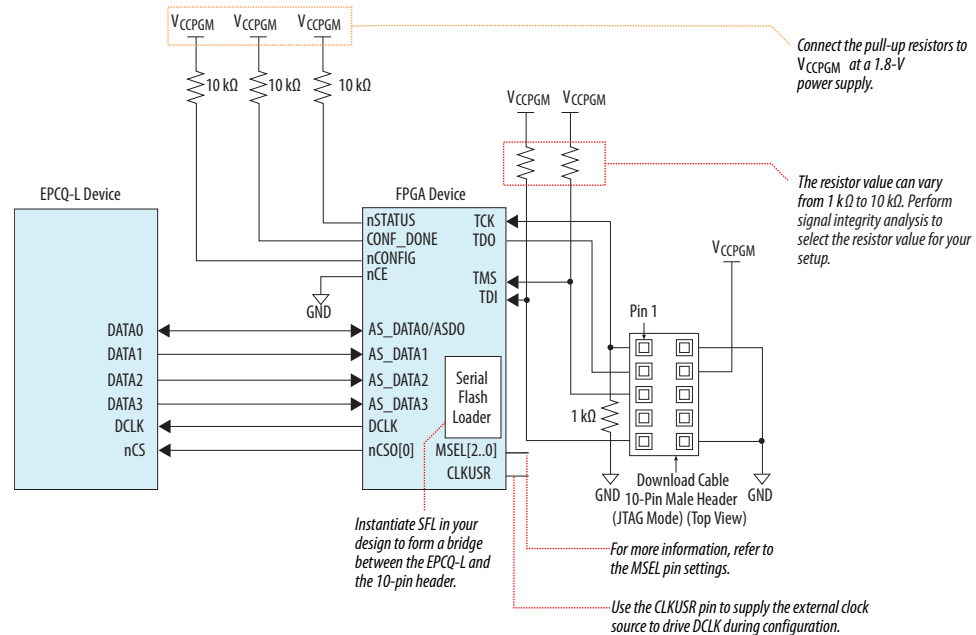 VCCPGM VCCPGM VCCPGM
Connect the pull-up resistors to
VCCPGM at a 1.8-V
power supply.
10 kΩ 10 kΩ 10 kΩ
VCCPGM VCCPGM
The resistor value can vary
from 1 kΩ to 10 kΩ. Perform
signal integrity analysis to
select the resistor value for your
setup.
EPCQ-L Device
FPGA Device
nSTATUS
CONF_DONE
nCONFIG
nCE
GND
TCK
TDO
TMS
TDI
VCCPGM
Pin 1
DATA0
DATA1
DATA2
DATA3
DCLK
nCS
AS_DATA0/ASDO
AS_DATA1
AS_DATA2
AS_DATA3
DCLK
nCSO[0]
Serial
Flash
Loader
MSEL[2..0]
CLKUSR
1 kΩ
GND
GND
Download Cable
10-Pin Male Header
(JTAG Mode) (Top View)
Instantiate SFL in your
design to form a bridge
between the EPCQ-L and
the 10-pin header.
For more information, refer to
the MSEL pin settings.
Use the CLKUSR pin to supply the external clock
source to drive DCLK during configuration.